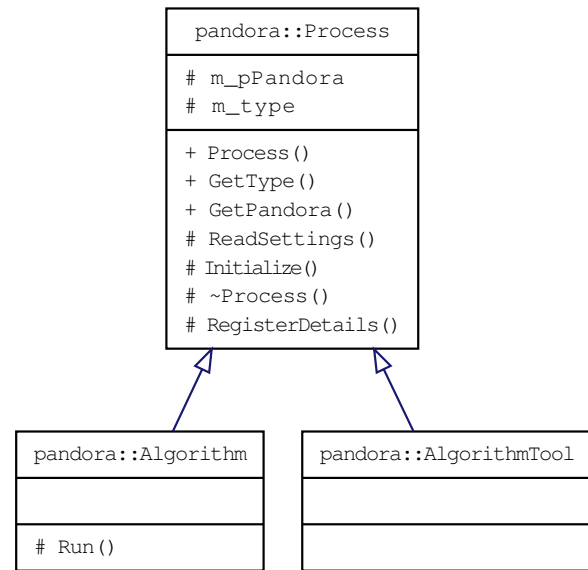 pandora::Process
# m_pPandora
# m_type
+ Process()
+ GetType()
+ GetPandora()
# ReadSettings()
# Initialize()
# ~Process()
# RegisterDetails()
pandora::Algorithm
# Run()
pandora::AlgorithmTool